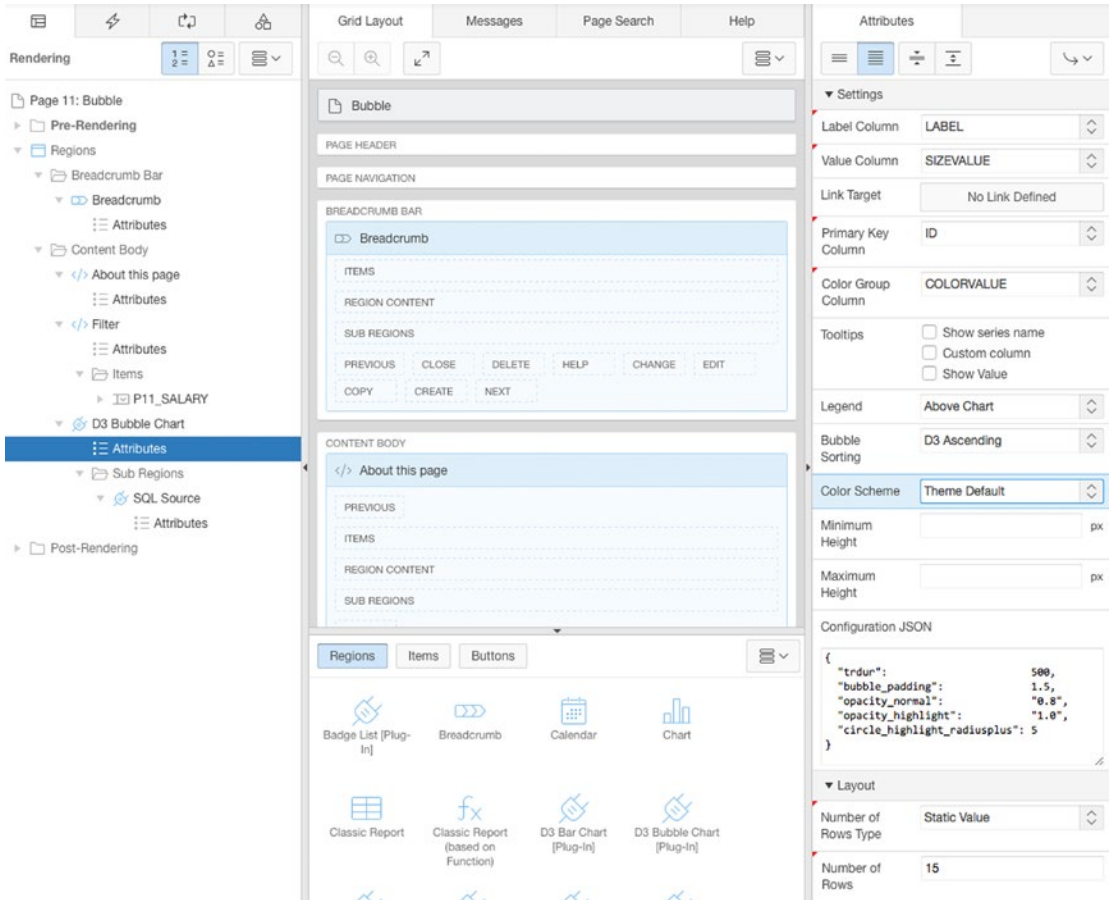 Rendering
Page 11: Bubble
Pre-Rendering
Regions
Breadcrumb Bar
Breadcrumb
Attributes
Content Body
About this page
Attributes
Filter
Attributes
Items
P11_SALARY
D3 Bubble Chart
Attributes
Sub Regions
SQL Source
Attributes
Post-Rendering
Grid Layout Messages Page Search Help
Bubble
PAGE HEADER
PAGE NAVIGATION
BREADCRUMB BAR
Breadcrumb
ITEMS
REGION CONTENT
SUB REGIONS
PREVIOUS CLOSE DELETE HELP CHANGE EDIT
COPY CREATE NEXT
CONTENT BODY
</> About this page
PREVIOUS
ITEMS
REGION CONTENT
SUB REGIONS
Regions Items Buttons
Badge List [Plug-
In]
Breadcrumb
Calendar
Chart
Classic Report
Classic Report
(based on
Function)
D3 Bar Chart
[Plug-In]
D3 Bubble Chart
[Plug-In]
Attributes
Settings
Label Column LABEL
Value Column SIZEVALUE
Link Target No Link Defined
Primary Key
Column
ID
Color Group
Column
COLORVALUE
Tooltips
Show series name
Custom column
Show Value
Legend Above Chart
Bubble
Sorting
D3 Ascending
Color Scheme Theme Default
Minimum
Height
px
Maximum
Height
px
Configuration JSON
{
"trdur": 500,
"bubble_padding": 1.5,
"opacity_normal": "0.8",
"opacity_highlight": "1.0",
"circle_highlight_radiusplus": 5
}
Layout
Number of
Rows Type
Static Value
Number of
Rows
15